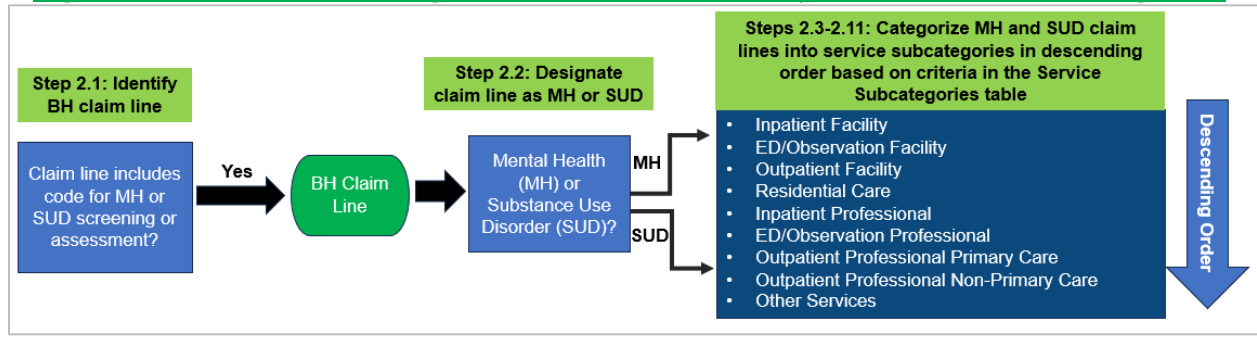 Step 2.1: Identify
BH claim line
Claim line includes
code for MH or
SUD screening or
assessment?
Yes
BH Claim
Line
Step 2.2: Designate
claim line as MH or SUD
Mental Health
(MH) or
Substance Use
Disorder (SUD)?
MH
SUD
Steps 2.3-2.11: Categorize MH and SUD claim
lines into service subcategories in descending
order based on criteria in the Service
Subcategories table
• Inpatient Facility
• ED/Observation Facility
• Outpatient Facility
• Residential Care
• Inpatient Professional
• ED/Observation Professional
• Outpatient Professional Primary Care
• Outpatient Professional Non-Primary Care
• Other Services
Descending Order